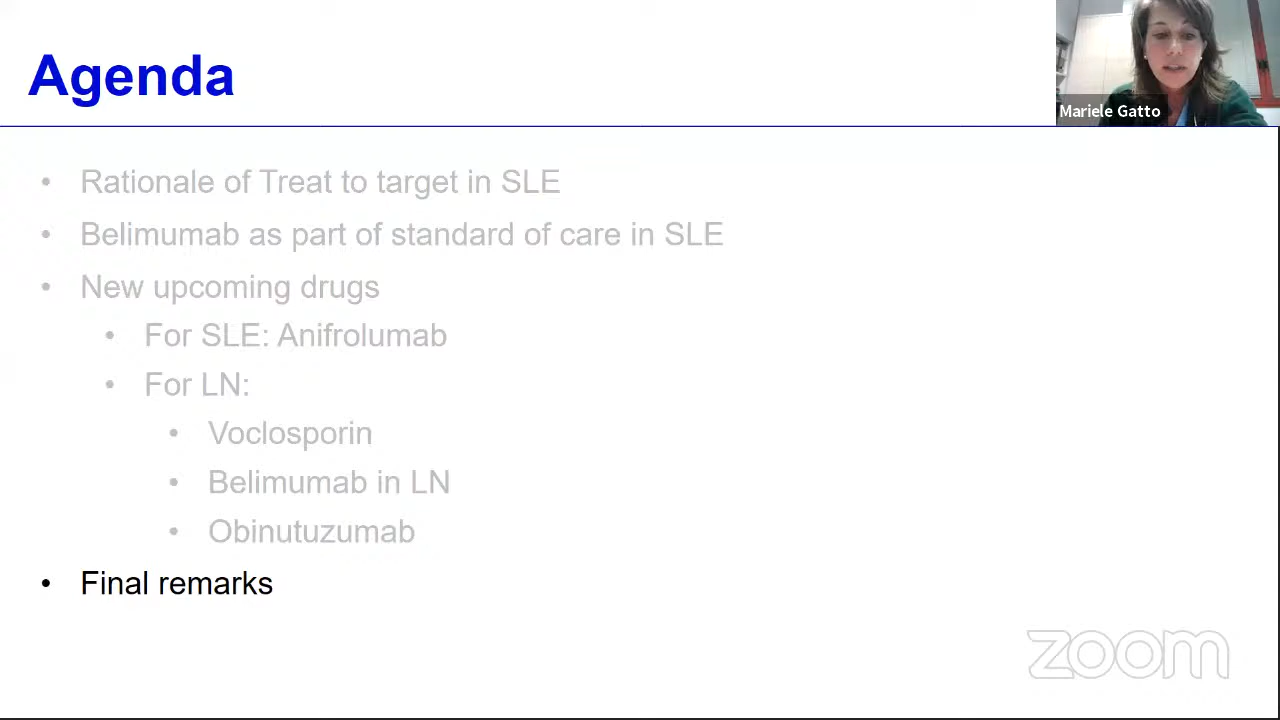 Agenda
Mariele Gatto
• Rationale of Treat to target in SLE
• Belimumab as part of standard of care in SLE
• New upcoming drugs
• For SLE: Anifrolumab
• For LN:
• Voclosporin
• Belimumab in LN
• Obinutuzumab
• Final remarks
zoom